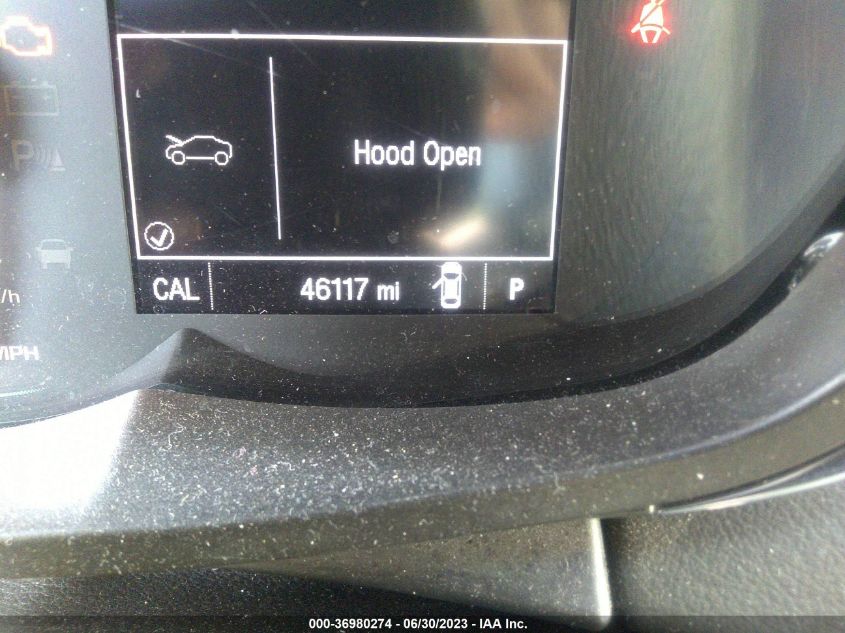 Hood Open
CAL 46117 mi P
/h
MPH
000-36980274 - 06/30/2023 - IAA Inc.